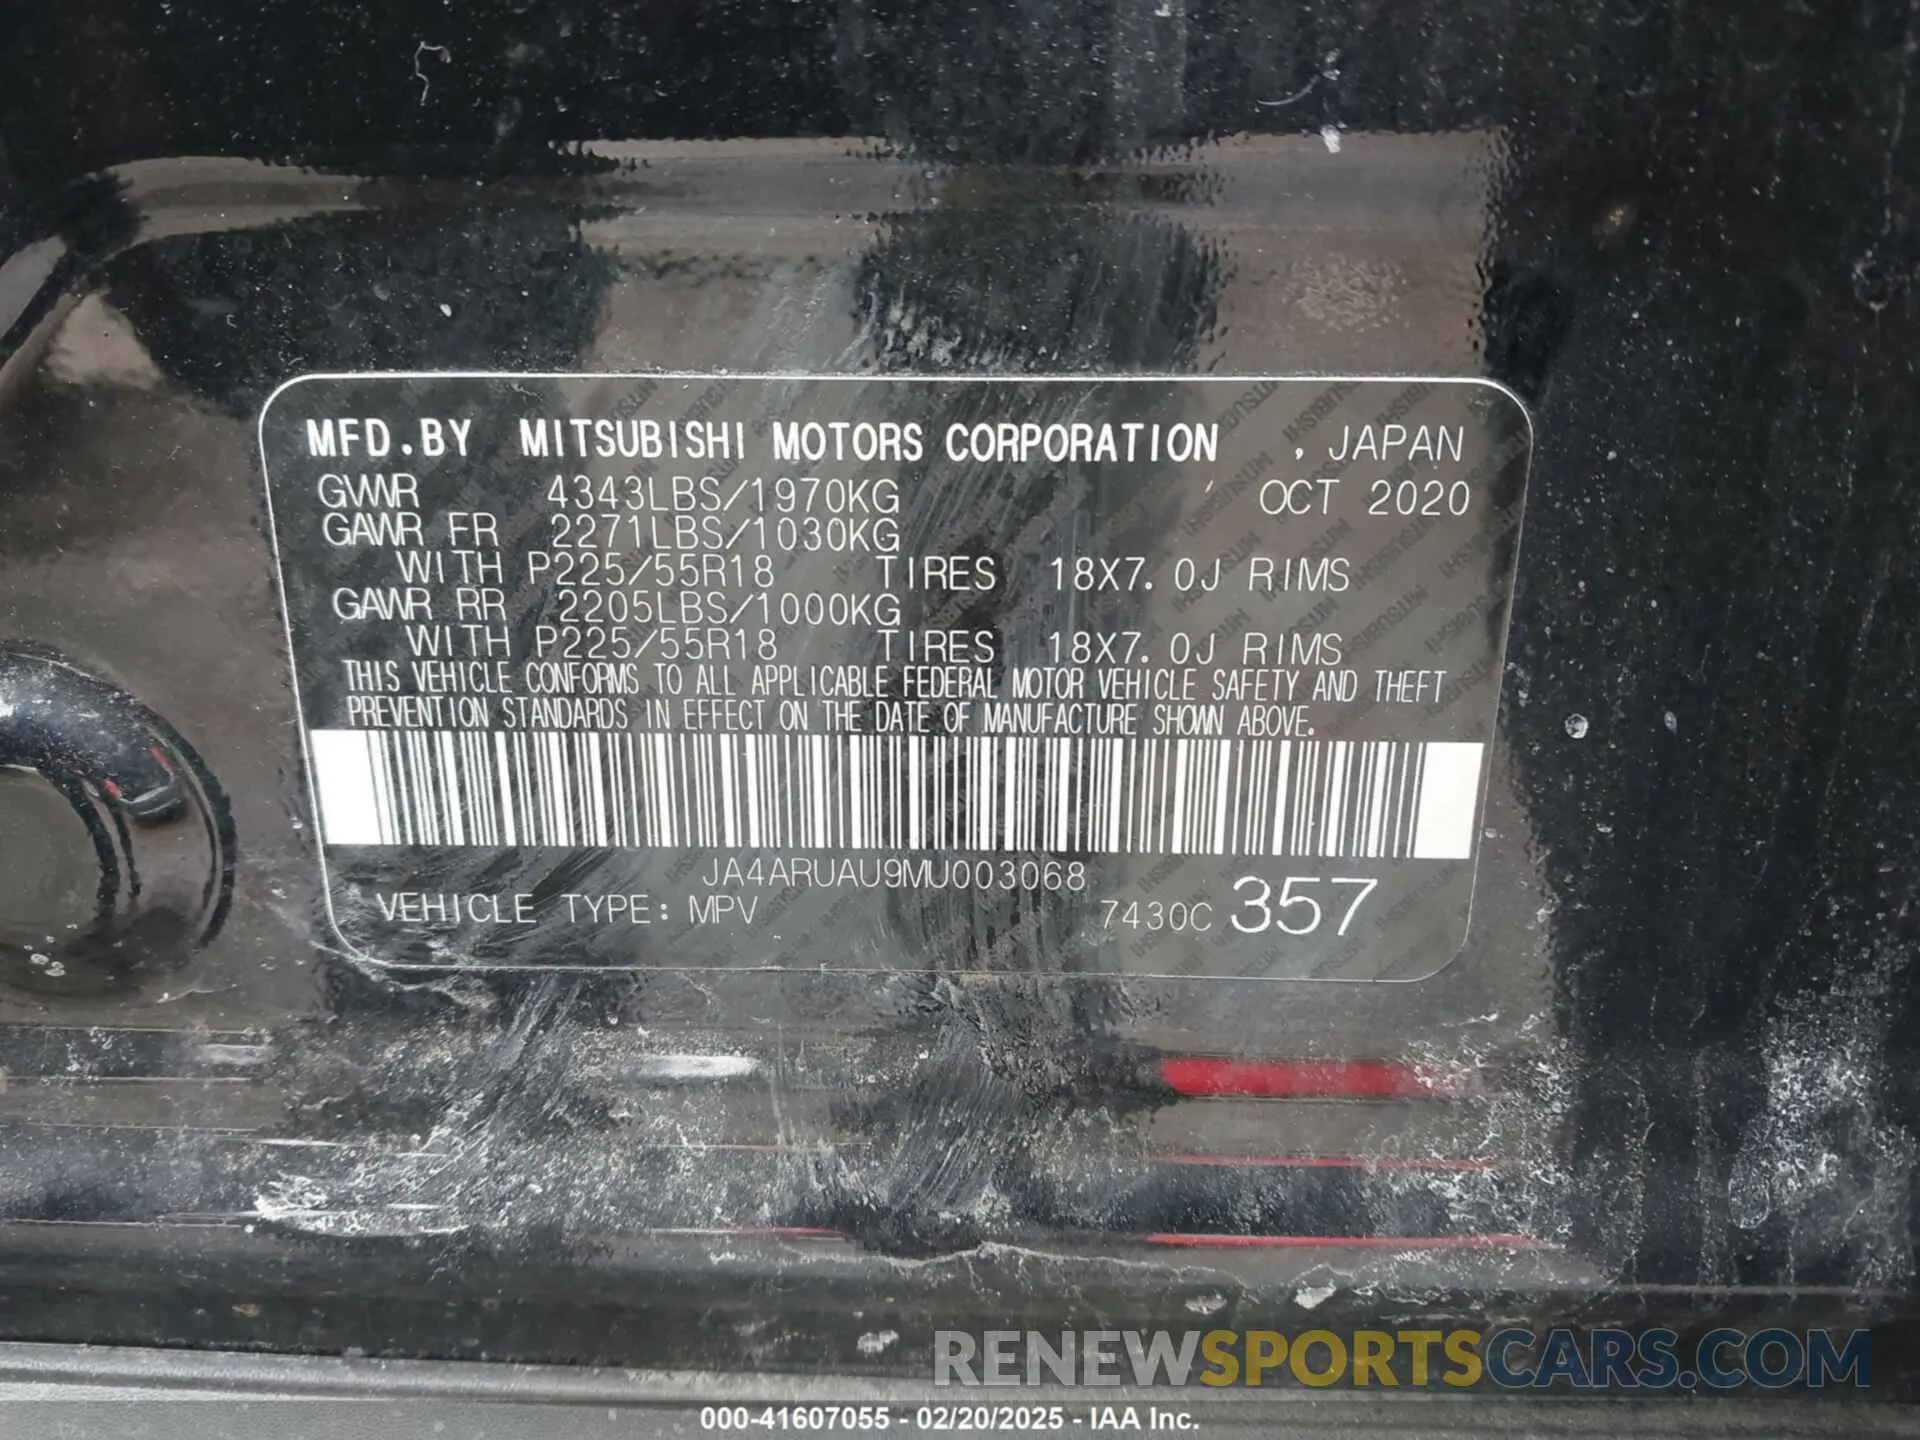 MFD.BY MITSUBISHI MOTORS CORPORATION , JAPAN
GVWR 4343LBS/1970KG OCT 2020
GAWR FR 2271LBS/1030KG
WITH P225/55R18 TIRES 18X7.0J RIMS
GAWR RR 2205LBS/1000KG
WITH P225/55R18 TIRES 18X7.0J RIMS
THIS VEHICLE CONFORMS TO ALL APPLICABLE FEDERAL MOTOR VEHICLE SAFETY AND THEFT
PREVENTION STANDARDS IN EFFECT ON THE DATE OF MANUFACTURE SHOWN ABOVE.
JA4ARUAU9MU003068
VEHICLE TYPE: MPV 7430C 357
RENEWSPORTSCARS.COM
000-41607055 - 02/20/2025 - IAA Inc.